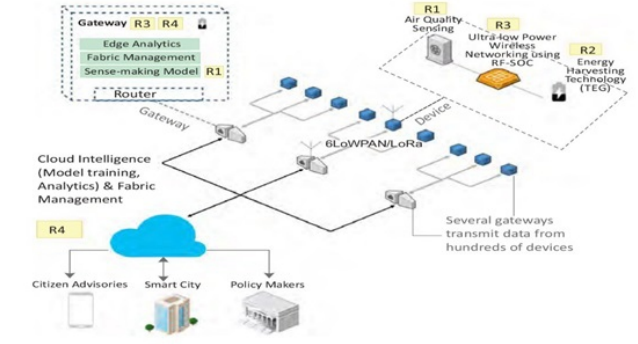 Gateway R3 R4
Edge Analytics
Fabric Management
Sense-making Model R1
Router
Gateway
R1
Air Quality
Sensing
R3
Ultra-low Power
Wireless
Networking using
RF-SOC
R2
Energy
Harvesting
Technology
(TEG)
Device
6LoWPAN/LoRa
Cloud Intelligence
(Model training,
Analytics) & Fabric
Management
R4
Several gateways
transmit data from
hundreds of devices
Citizen Advisories
Smart City
Policy Makers